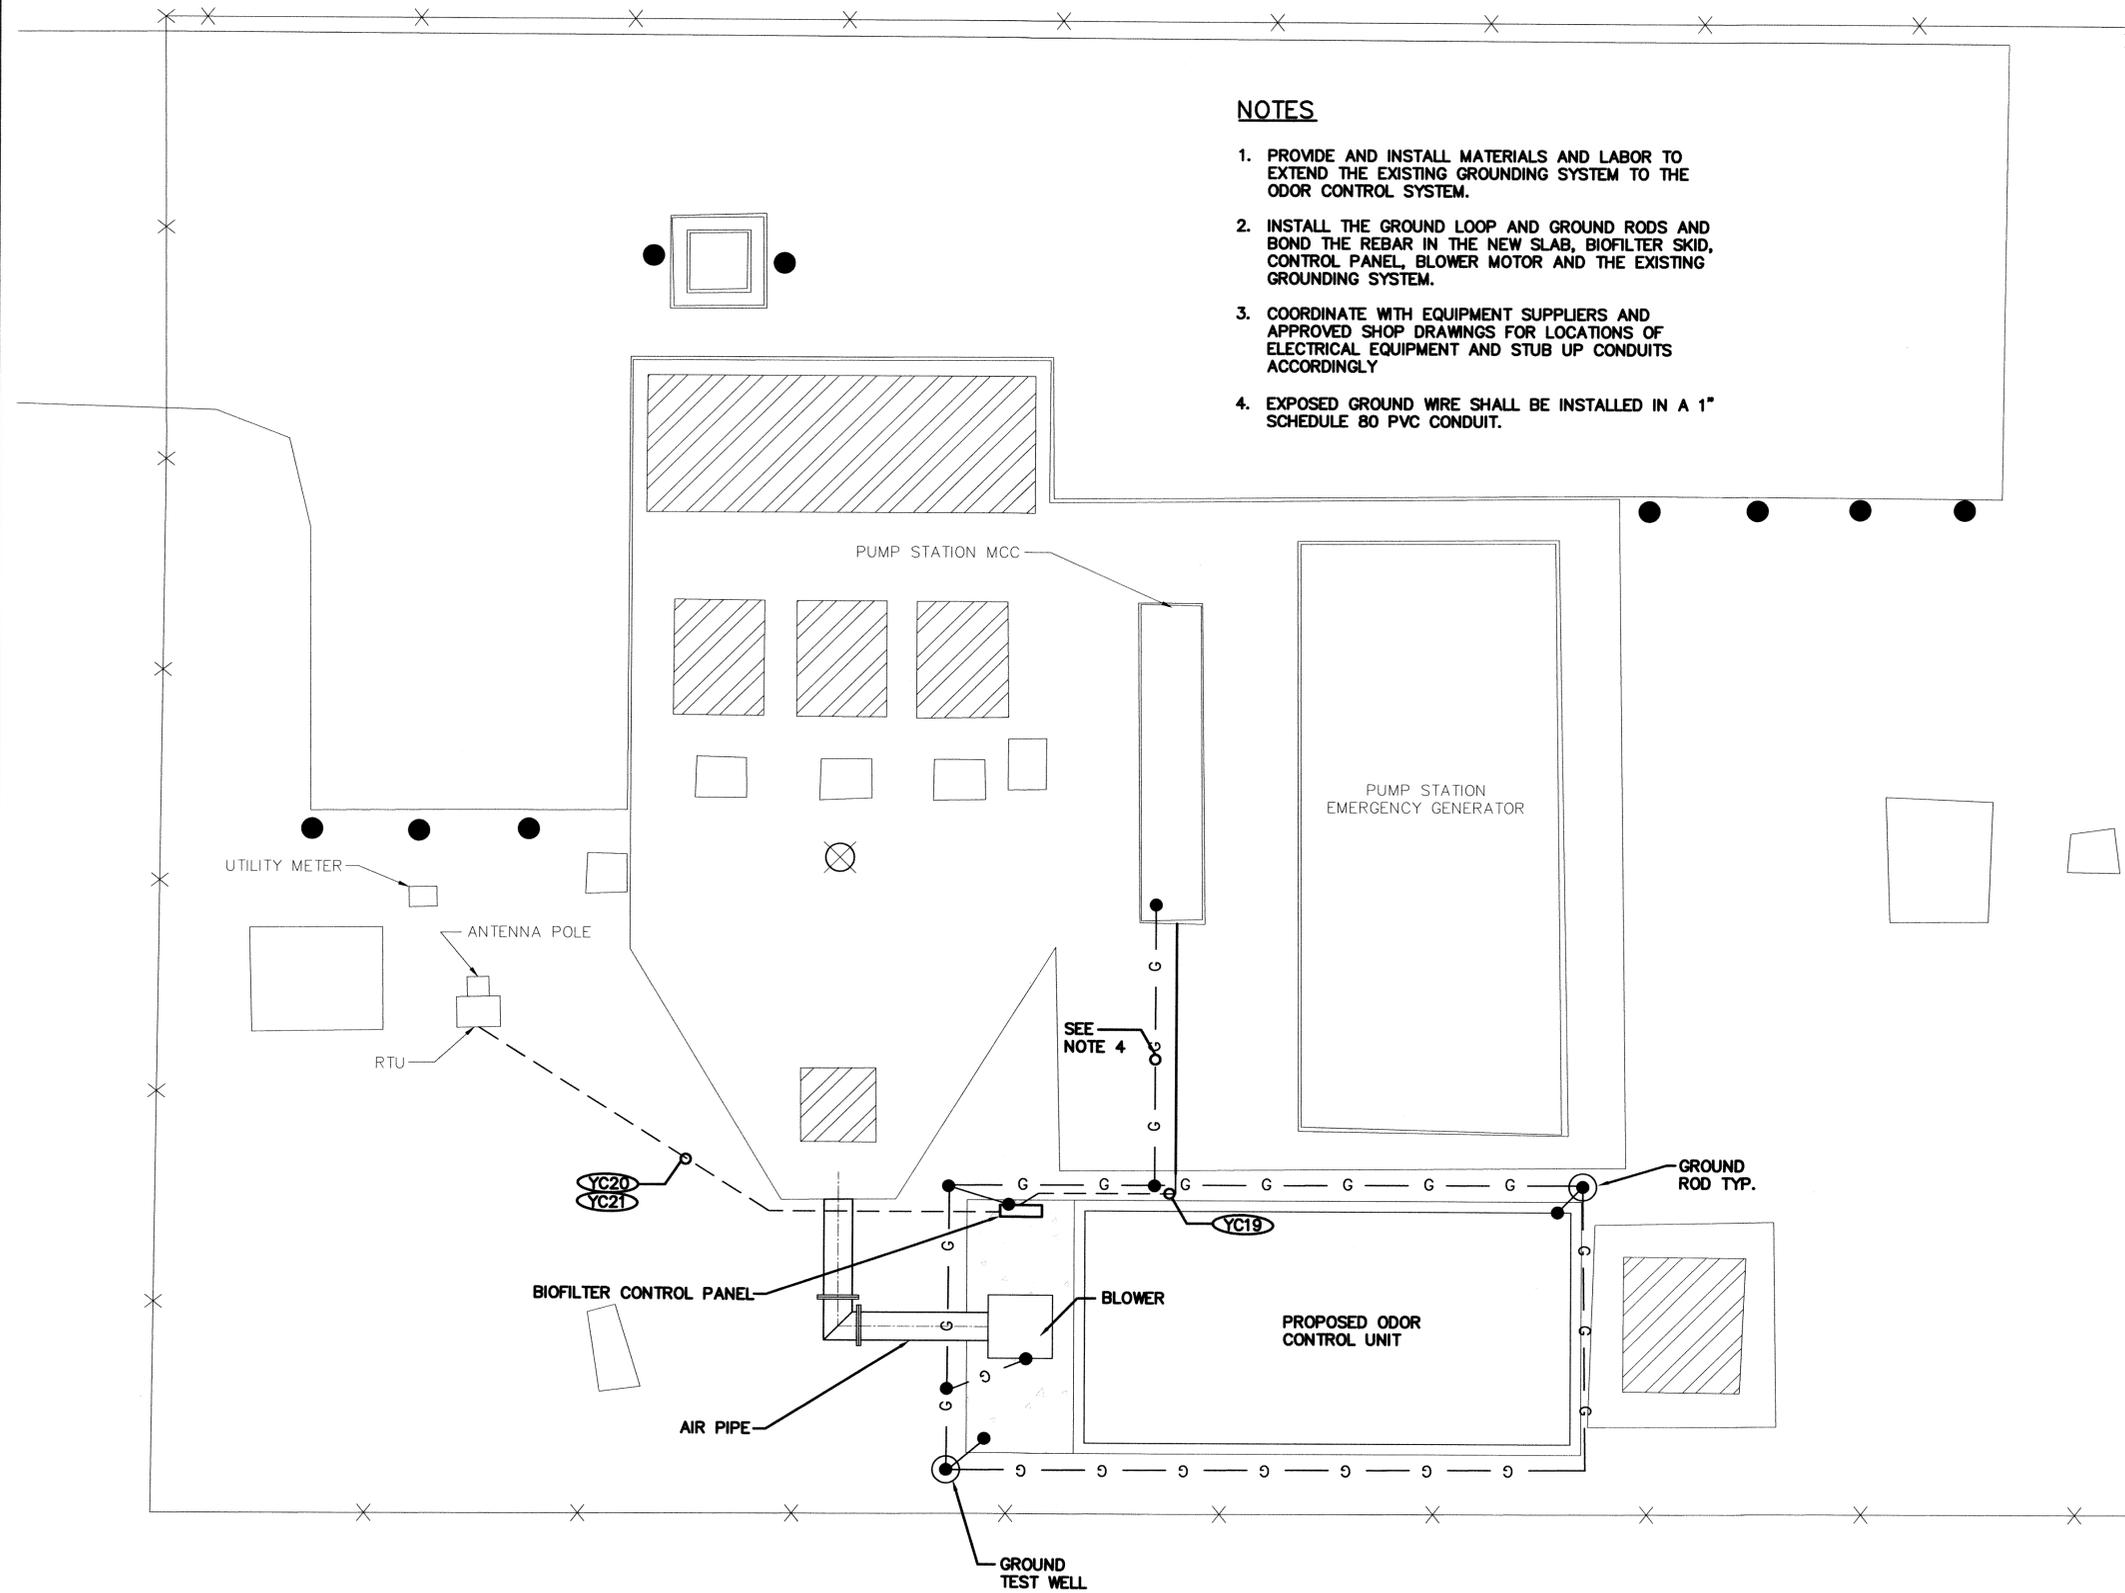 NOTES
1. PROVIDE AND INSTALL MATERIALS AND LABOR TO
EXTEND THE EXISTING GROUNDING SYSTEM TO THE
ODOR CONTROL SYSTEM.
2. INSTALL THE GROUND LOOP AND GROUND RODS AND
BOND THE REBAR IN THE NEW SLAB, BIOFILTER SKID,
CONTROL PANEL, BLOWER MOTOR AND THE EXISTING
GROUNDING SYSTEM.
3. COORDINATE WITH EQUIPMENT SUPPLIERS AND
APPROVED SHOP DRAWINGS FOR LOCATIONS OF
ELECTRICAL EQUIPMENT AND STUB UP CONDUITS
ACCORDINGLY
4. EXPOSED GROUND WIRE SHALL BE INSTALLED IN A 1"
SCHEDULE 80 PVC CONDUIT.
PUMP STATION MCC
PUMP STATION
EMERGENCY GENERATOR
UTILITY METER
ANTENNA POLE
RTU
G
SEE
NOTE 4
G
G
YC20
YC21
GROUND
ROD TYP.
G G G G G G G
YC19
G
G
BIOFILTER CONTROL PANEL
BLOWER
PROPOSED ODOR
CONTROL UNIT
G
G
G
G
AIR PIPE
G
G
G G G G G G G
GROUND
TEST WELL